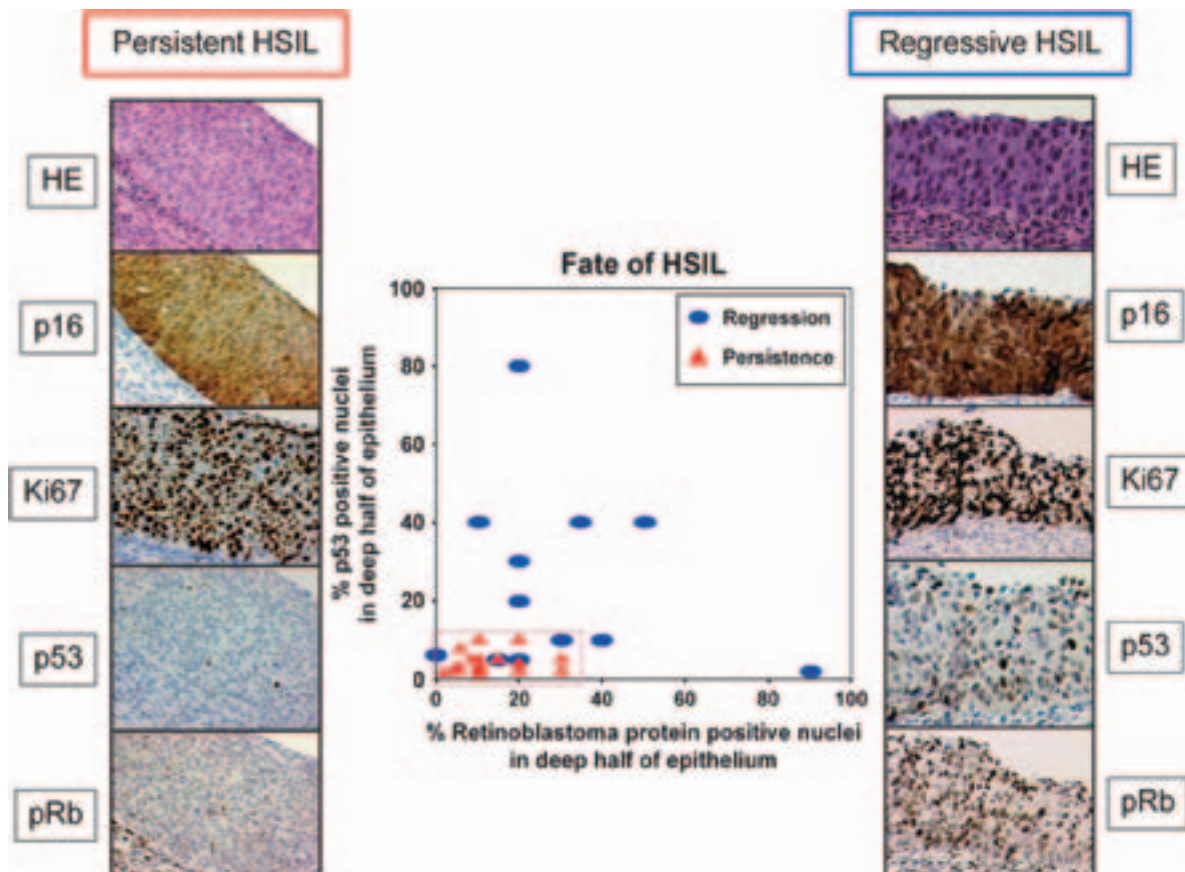 Persistent HSIL
Regressive HSIL
HE
p16
Ki67
p53
pRb
Fate of HSIL
Regression
Persistence
% p53 positive nuclei
in deep half of epithelium
100
80
60
40
20
0
0
20
40
60
80
100
% Retinoblastoma protein positive nuclei
in deep half of epithelium
HE
p16
Ki67
p53
pRb